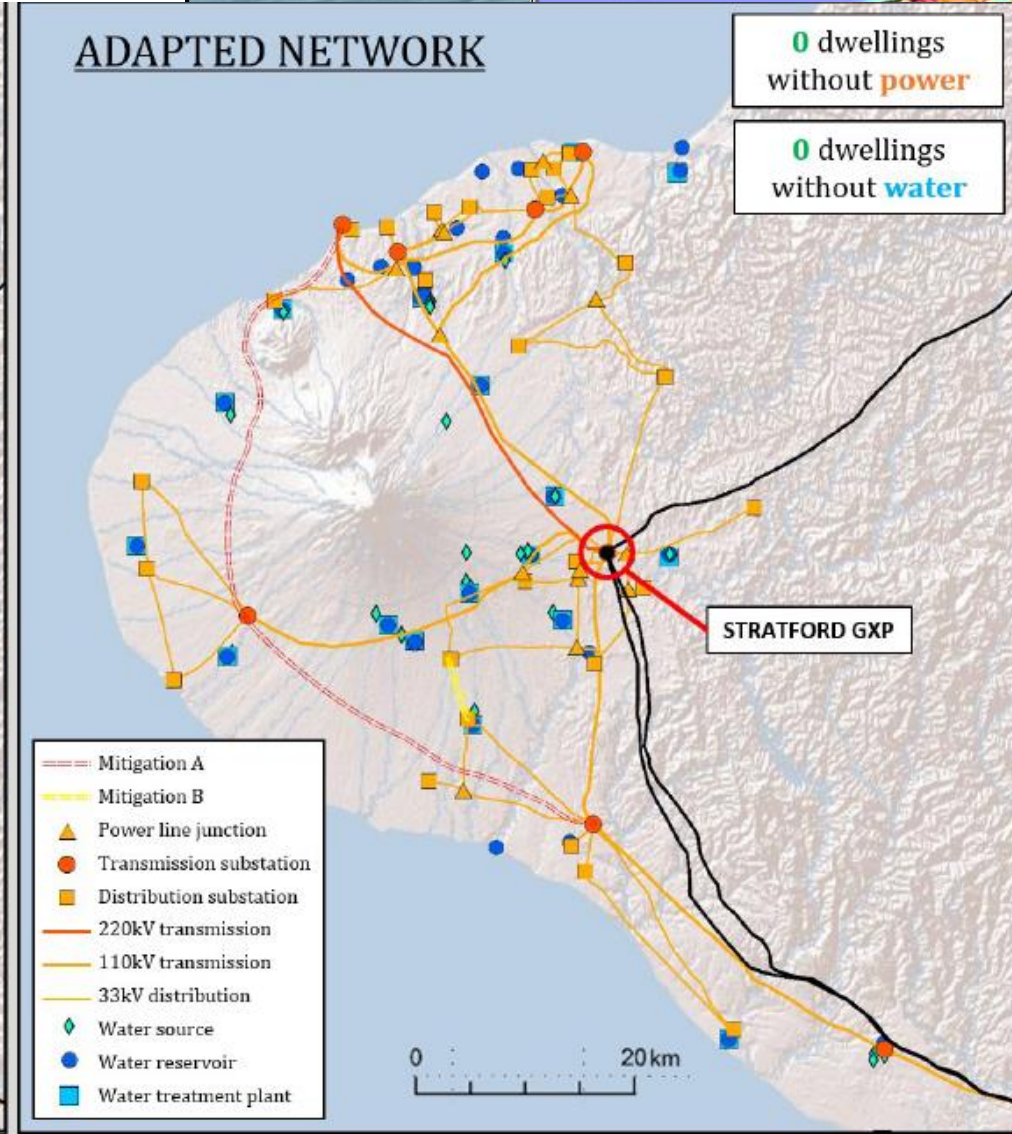 ADAPTED NETWORK
0 dwellings
without power
0 dwellings
without water
STRATFORD GXP
Mitigation A
Mitigation B
Power line junction
Transmission substation
Distribution substation
220kV transmission
110kV transmission
33kV distribution
Water source
Water reservoir
Water treatment plant
0 20 km